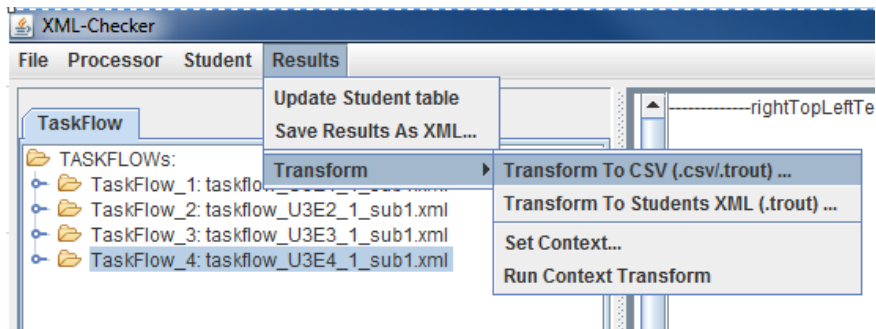 XML-Checker
File Processor Student Results
Update Student table
Save Results As XML...
Transform
Transform To CSV (.csv/.trout) ...
Transform To Students XML (.trout) ...
Set Context...
Run Context Transform
TaskFlow
TASKFLOWs:
TaskFlow_1:
TaskFlow_2: taskflow_U3E2_1_sub1.xml
TaskFlow_3: taskflow_U3E3_1_sub1.xml
TaskFlow_4: taskflow_U3E4_1_sub1.xml
-------------rightTopLeftTe